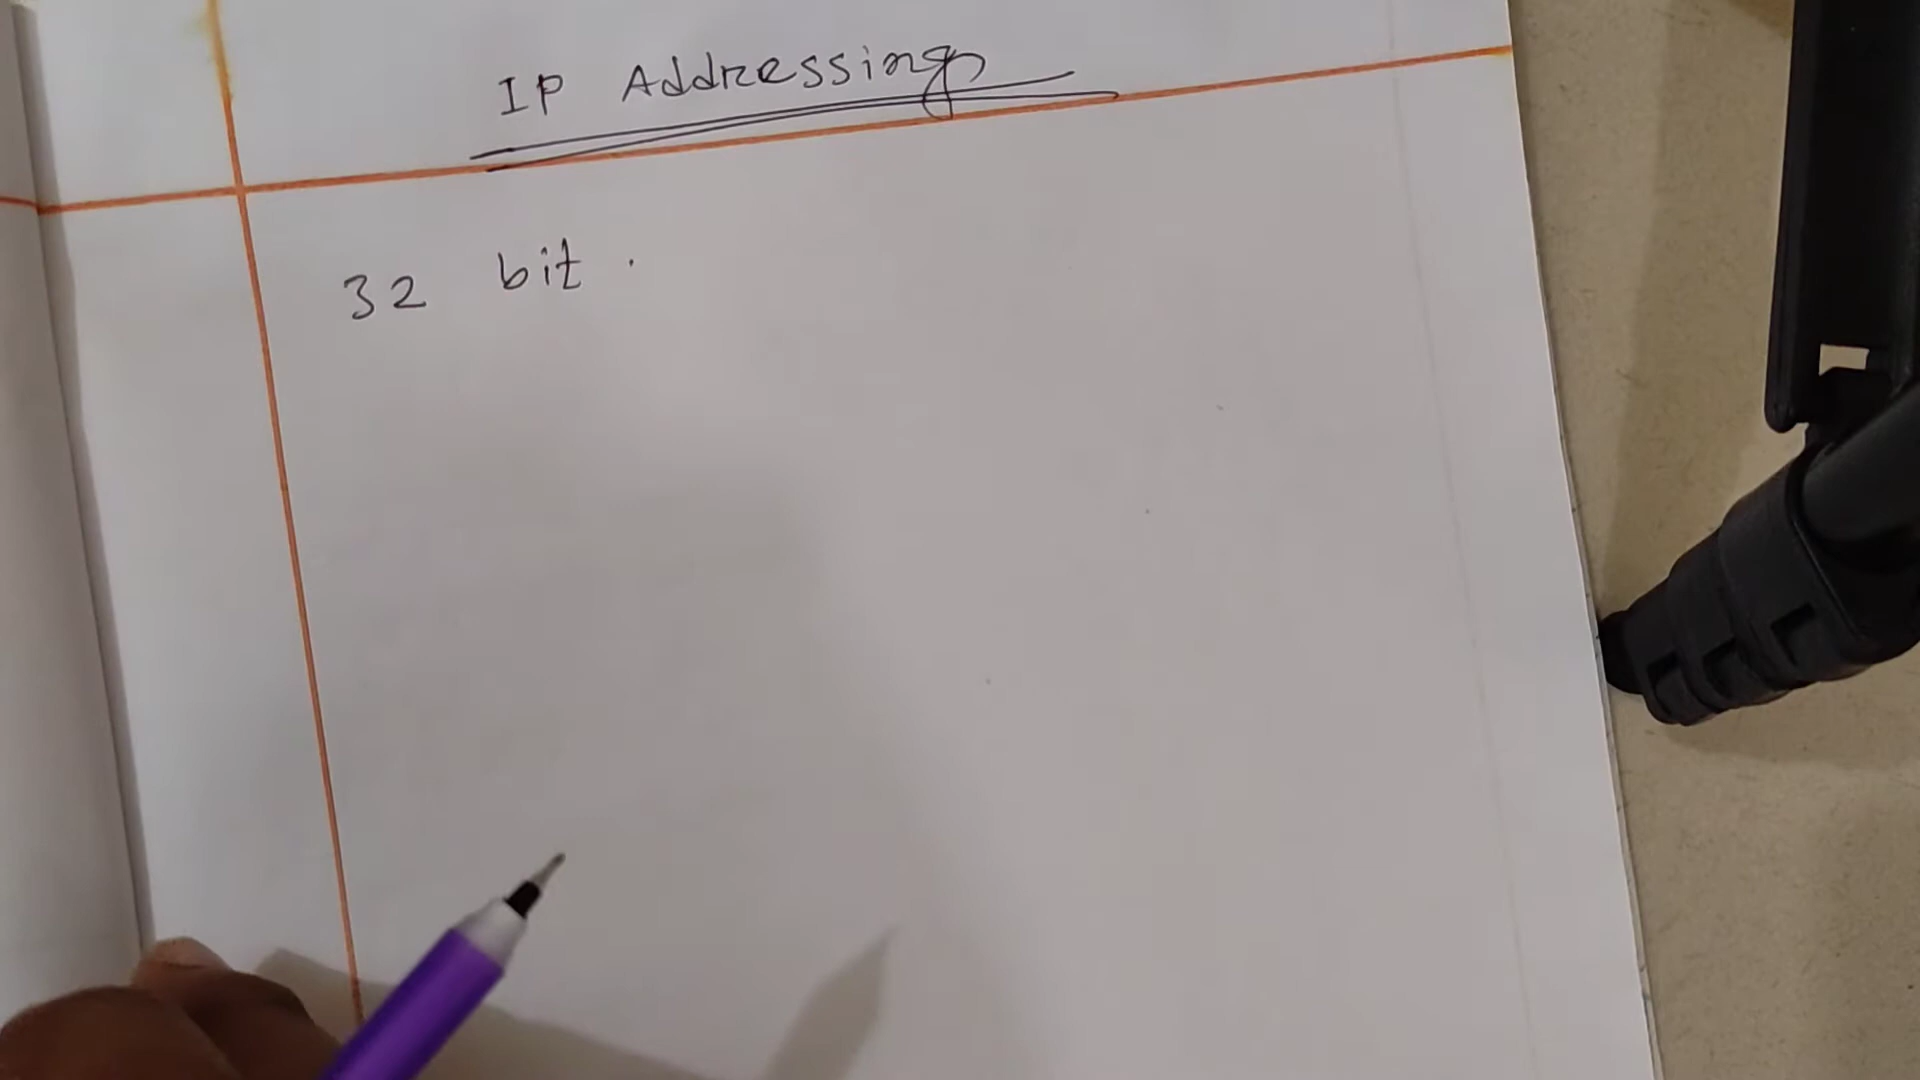 IP Addressing
32 bit .